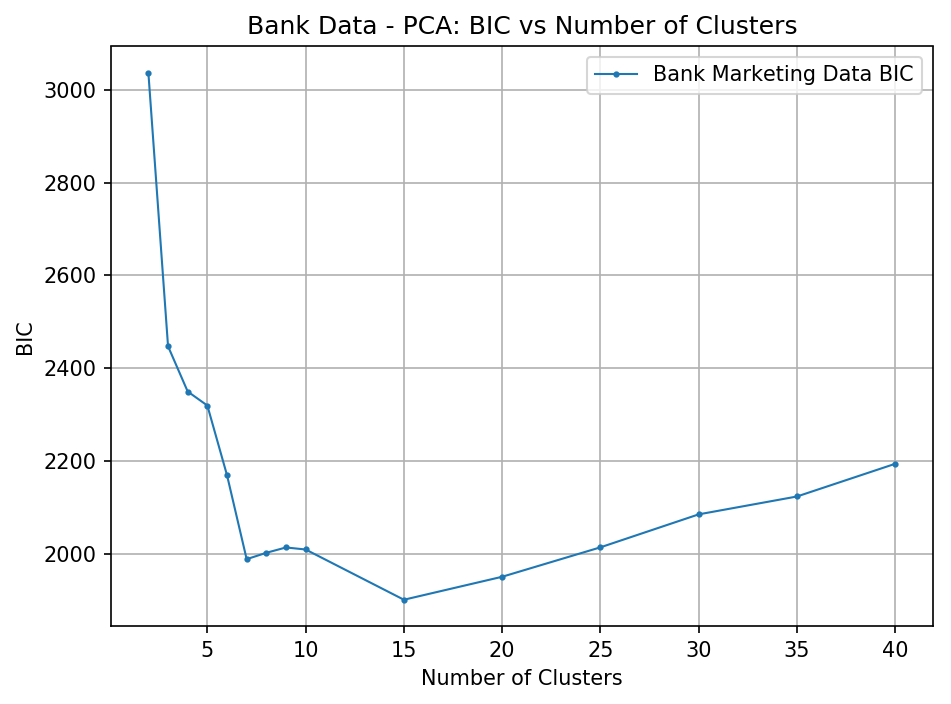 Bank Data - PCA: BIC vs Number of Clusters
Bank Marketing Data BIC
3000
2800
2600
2400
2200
2000
BIC
5 10 15 20 25 30 35 40
Number of Clusters